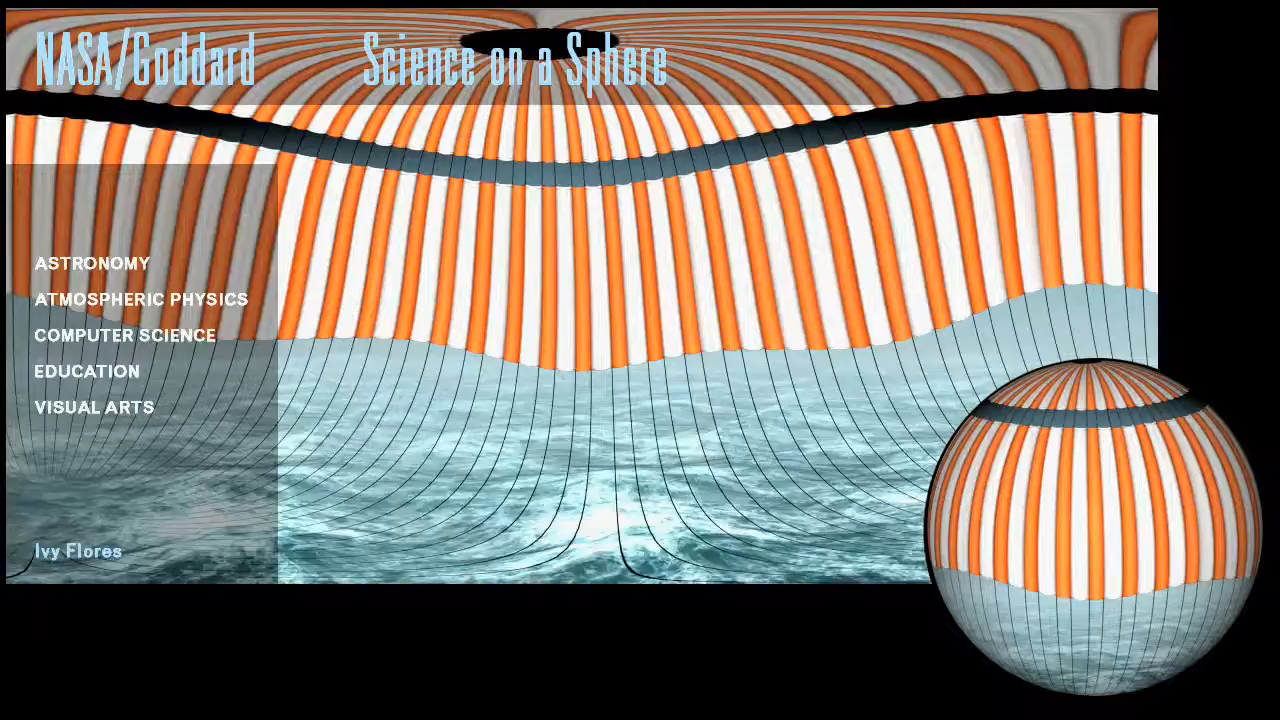 NASA/Goddard Science on a Sphere
ASTRONOMY
ATMOSPHERIC PHYSICS
COMPUTER SCIENCE
EDUCATION
VISUAL ARTS
Ivy Flores